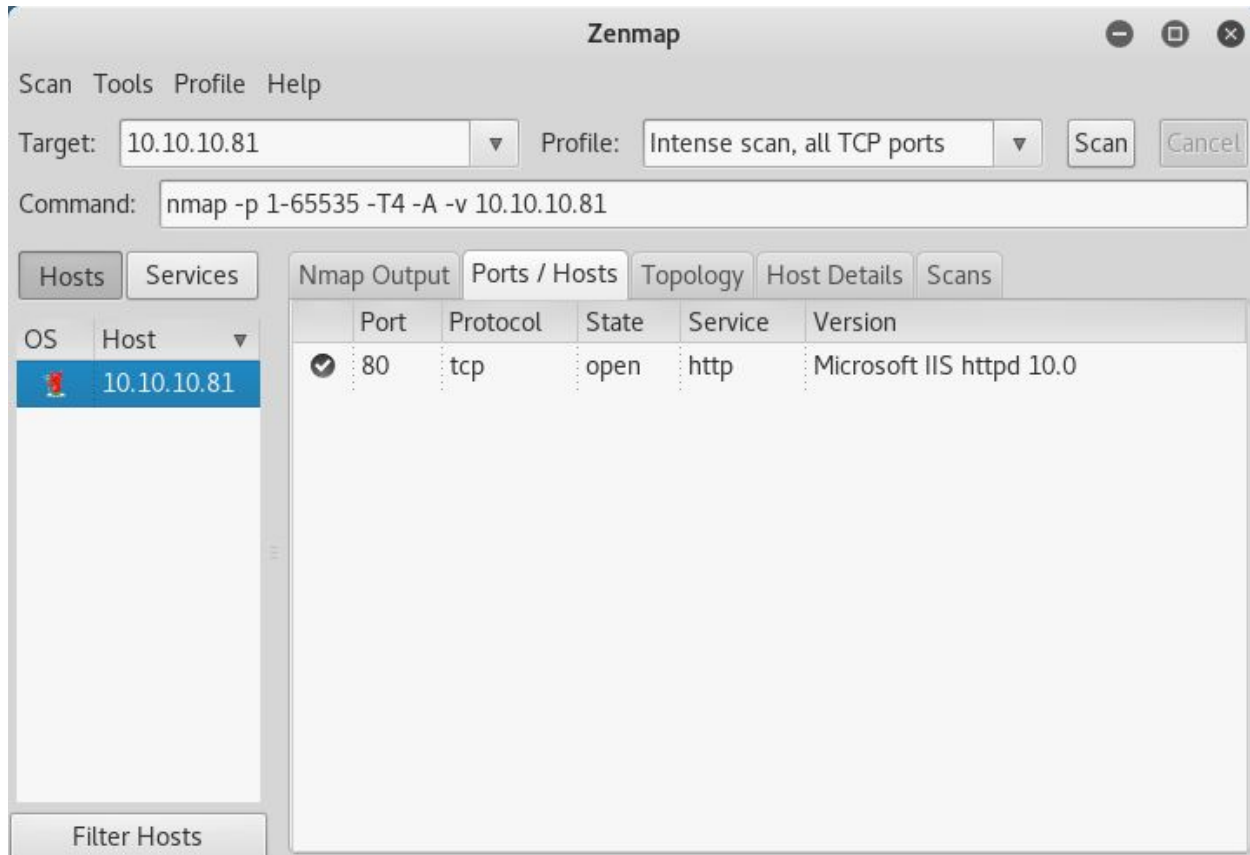 Zenmap
Scan Tools Profile Help
Target: 10.10.10.81 Profile: Intense scan, all TCP ports Scan Cancel
Command: nmap -p 1-65535 -T4 -A -v 10.10.10.81
Hosts Services Nmap Output Ports / Hosts Topology Host Details Scans
OS Host Port Protocol State Service Version
10.10.10.81 80 tcp open http Microsoft IIS httpd 10.0
Filter Hosts